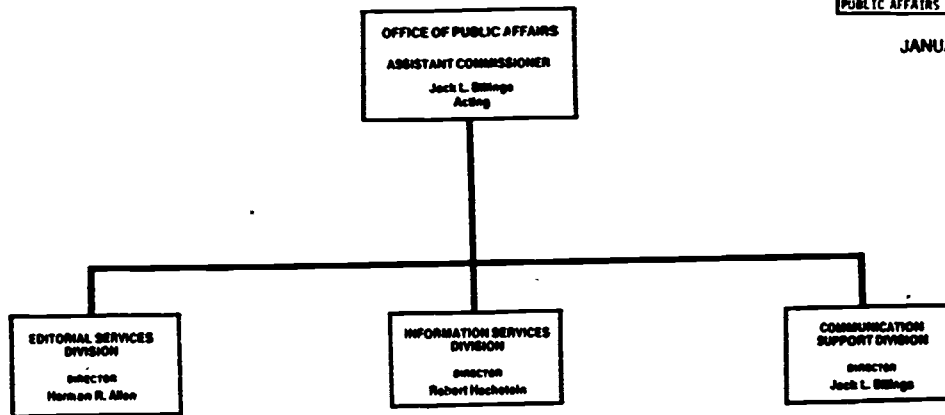 PUBLIC AFFAIRS
JANU
OFFICE OF PUBLIC AFFAIRS
ASSISTANT COMMISSIONER
Jack L. Billings
Acting
EDITORIAL SERVICES
DIVISION
DIRECTOR
Herman R. Allen
INFORMATION SERVICES
DIVISION
DIRECTOR
Robert Hochstein
COMMUNICATION
SUPPORT DIVISION
DIRECTOR
Jack L. Billings